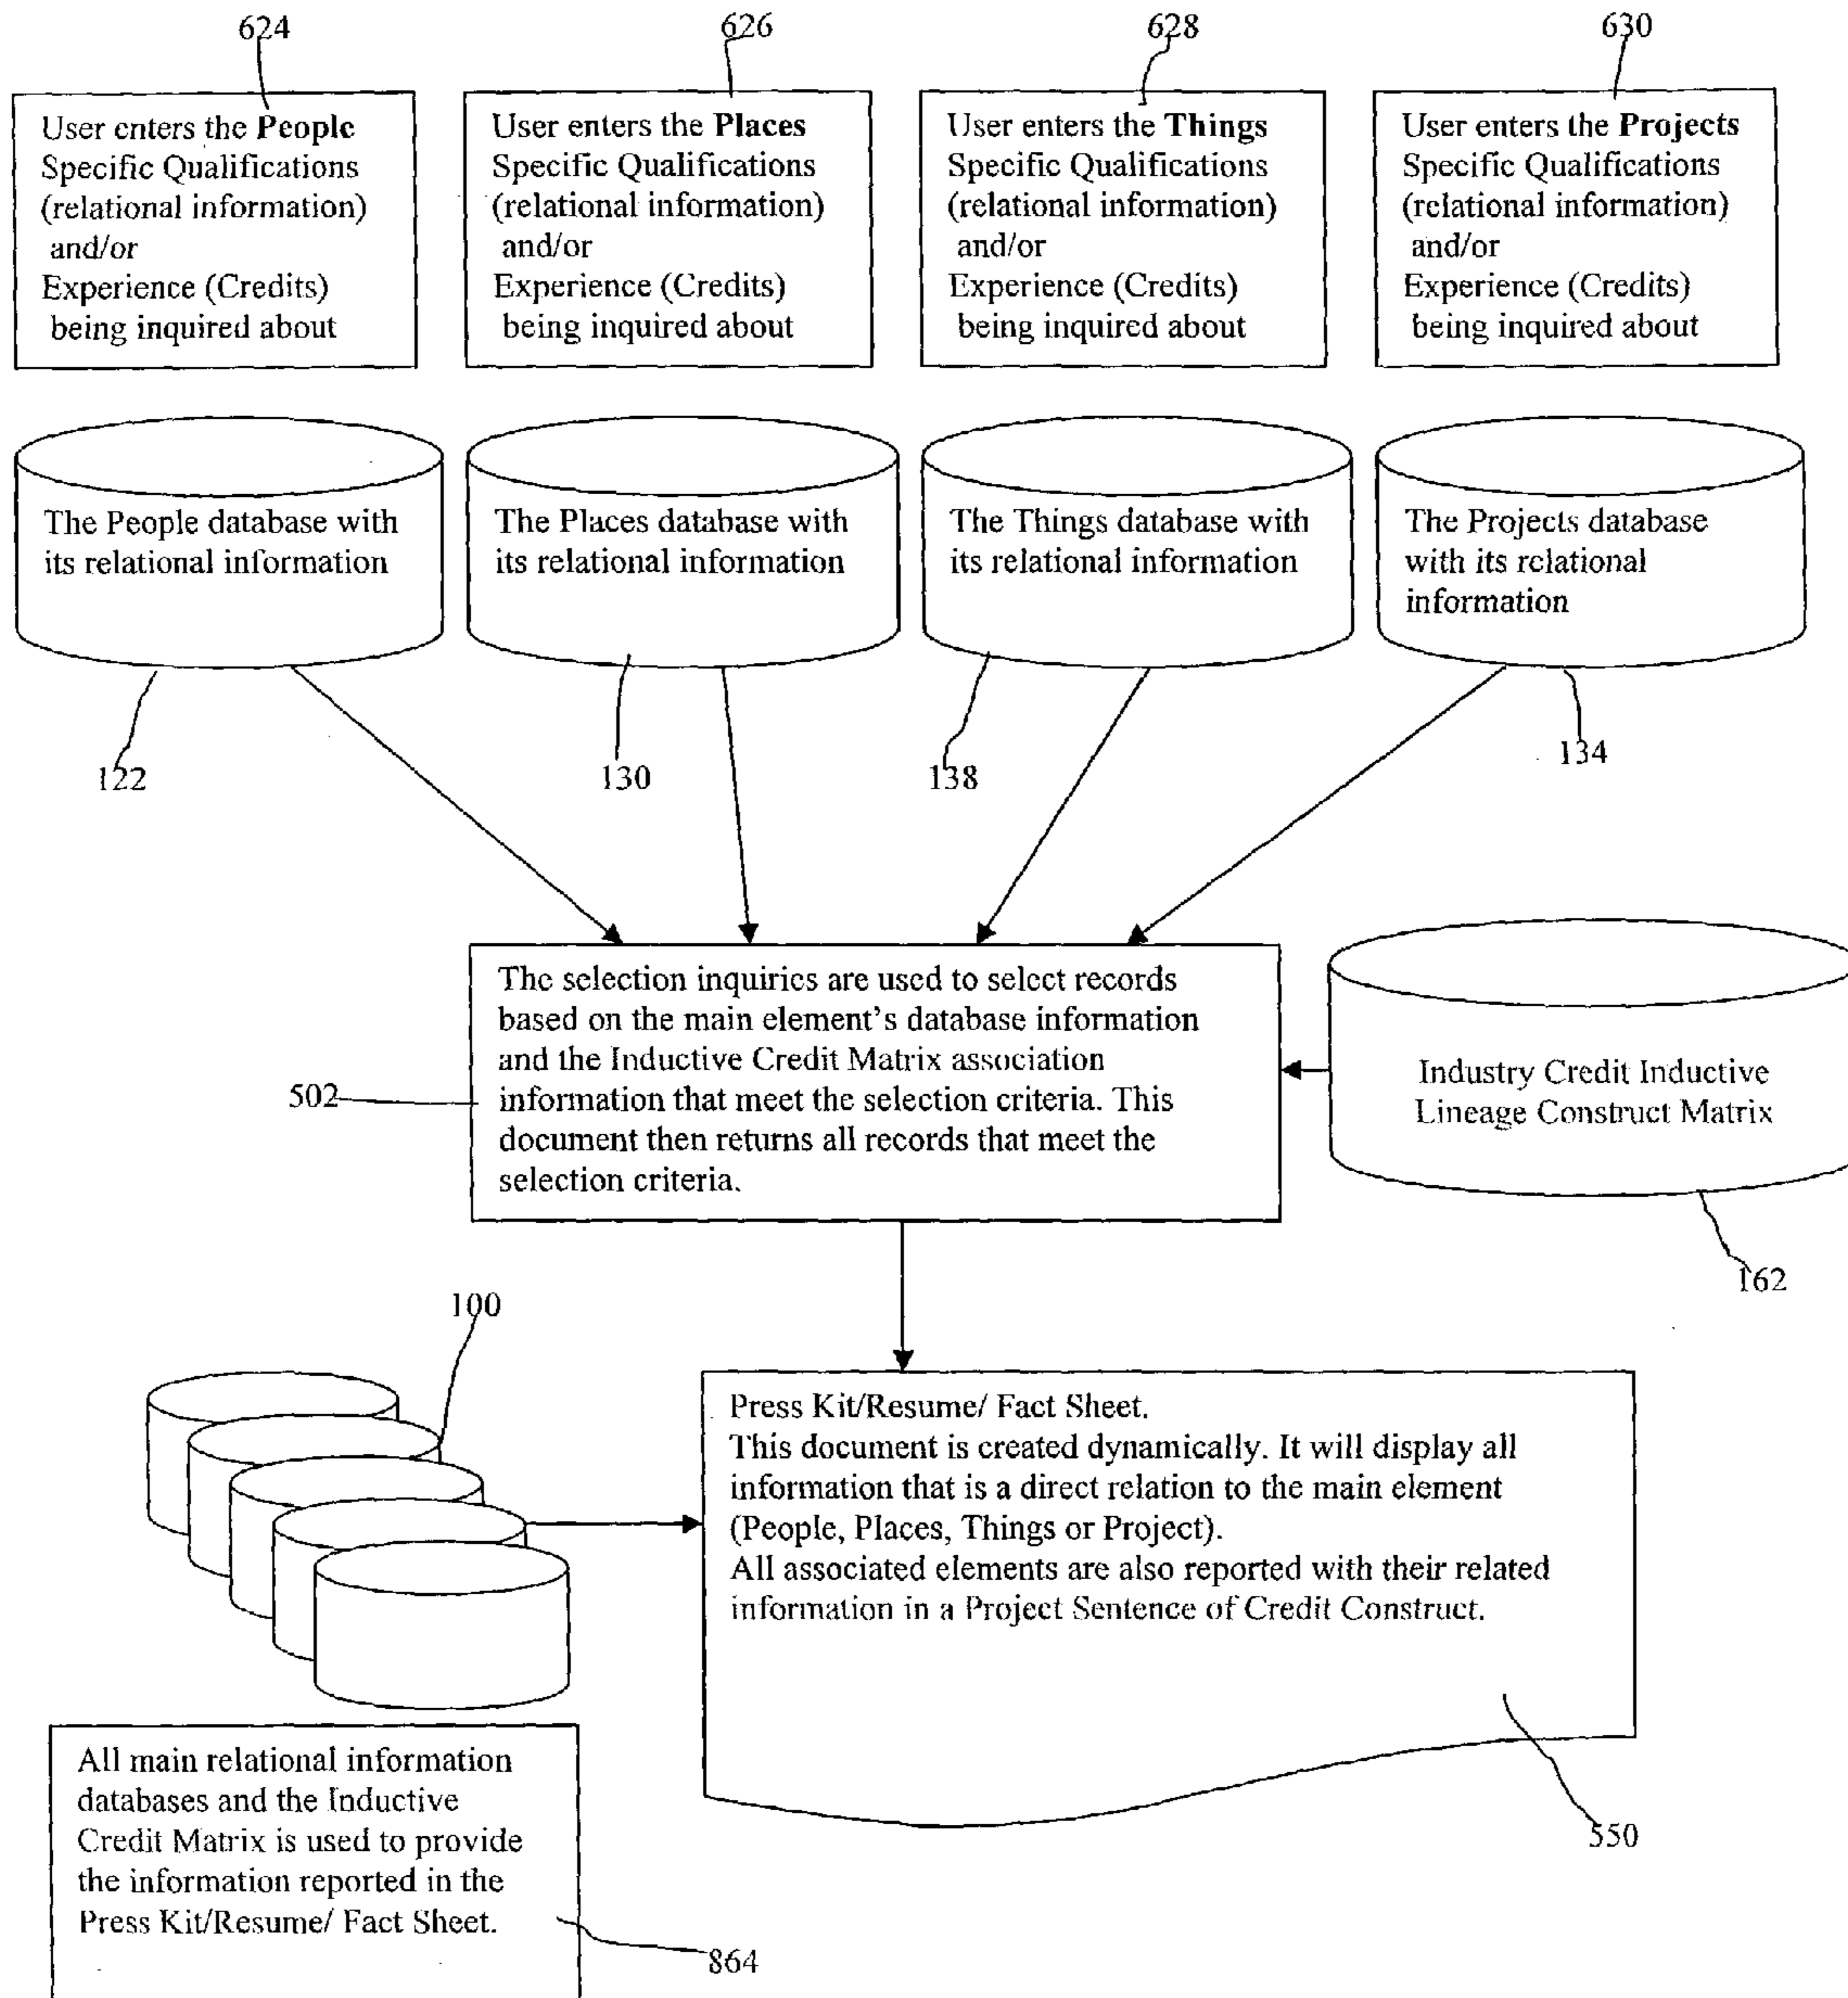 624
626
628
630
User enters the People
Specific Qualifications
(relational information)
and/or
Experience (Credits)
being inquired about
User enters the Places
Specific Qualifications
(relational information)
and/or
Experience (Credits)
being inquired about
User enters the Things
Specific Qualifications
(relational information)
and/or
Experience (Credits)
being inquired about
User enters the Projects
Specific Qualifications
(relational information)
and/or
Experience (Credits)
being inquired about
The People database with
its relational information
The Places database with
its relational information
The Things database with
its relational information
The Projects database
with its relational
information
122
130
138
134
The selection inquiries are used to select records
based on the main element's database information
and the Inductive Credit Matrix association
information that meet the selection criteria. This
document then returns all records that meet the
selection criteria.
502
Industry Credit Inductive
Lineage Construct Matrix
162
100
Press Kit/Resume/ Fact Sheet.
This document is created dynamically. It will display all
information that is a direct relation to the main element
(People, Places, Things or Project).
All associated elements are also reported with their related
information in a Project Sentence of Credit Construct.
550
All main relational information
databases and the Inductive
Credit Matrix is used to provide
the information reported in the
Press Kit/Resume/ Fact Sheet.
864